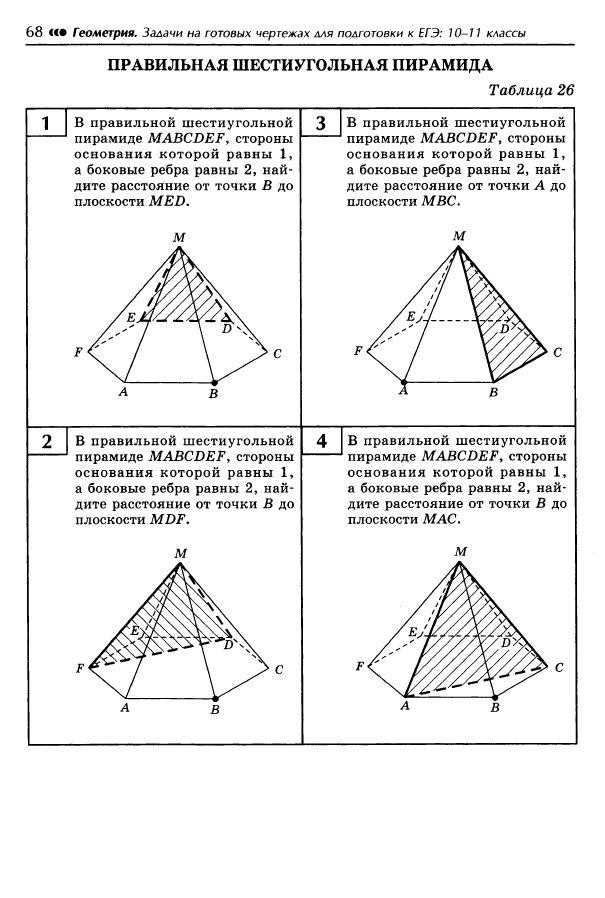 68 Геометрия. Задачи на готовых чертежах для подготовки к ЕГЭ: 10–11 классы
ПРАВИЛЬНАЯ ШЕСТИУГОЛЬНАЯ ПИРАМИДА
Таблица 26
1
В правильной шестиугольной
пирамиде MABCDEF, стороны
основания которой равны 1,
а боковые ребра равны 2, най-
дите расстояние от точки B до
плоскости MED.
M
E
D
F
C
A
B
3
В правильной шестиугольной
пирамиде MABCDEF, стороны
основания которой равны 1,
а боковые ребра равны 2, най-
дите расстояние от точки A до
плоскости MBC.
M
E
D
F
C
A
B
2
В правильной шестиугольной
пирамиде MABCDEF, стороны
основания которой равны 1,
а боковые ребра равны 2, най-
дите расстояние от точки B до
плоскости MDF.
M
E
D
F
C
A
B
4
В правильной шестиугольной
пирамиде MABCDEF, стороны
основания которой равны 1,
а боковые ребра равны 2, най-
дите расстояние от точки B до
плоскости MAC.
M
E
D
F
C
A
B